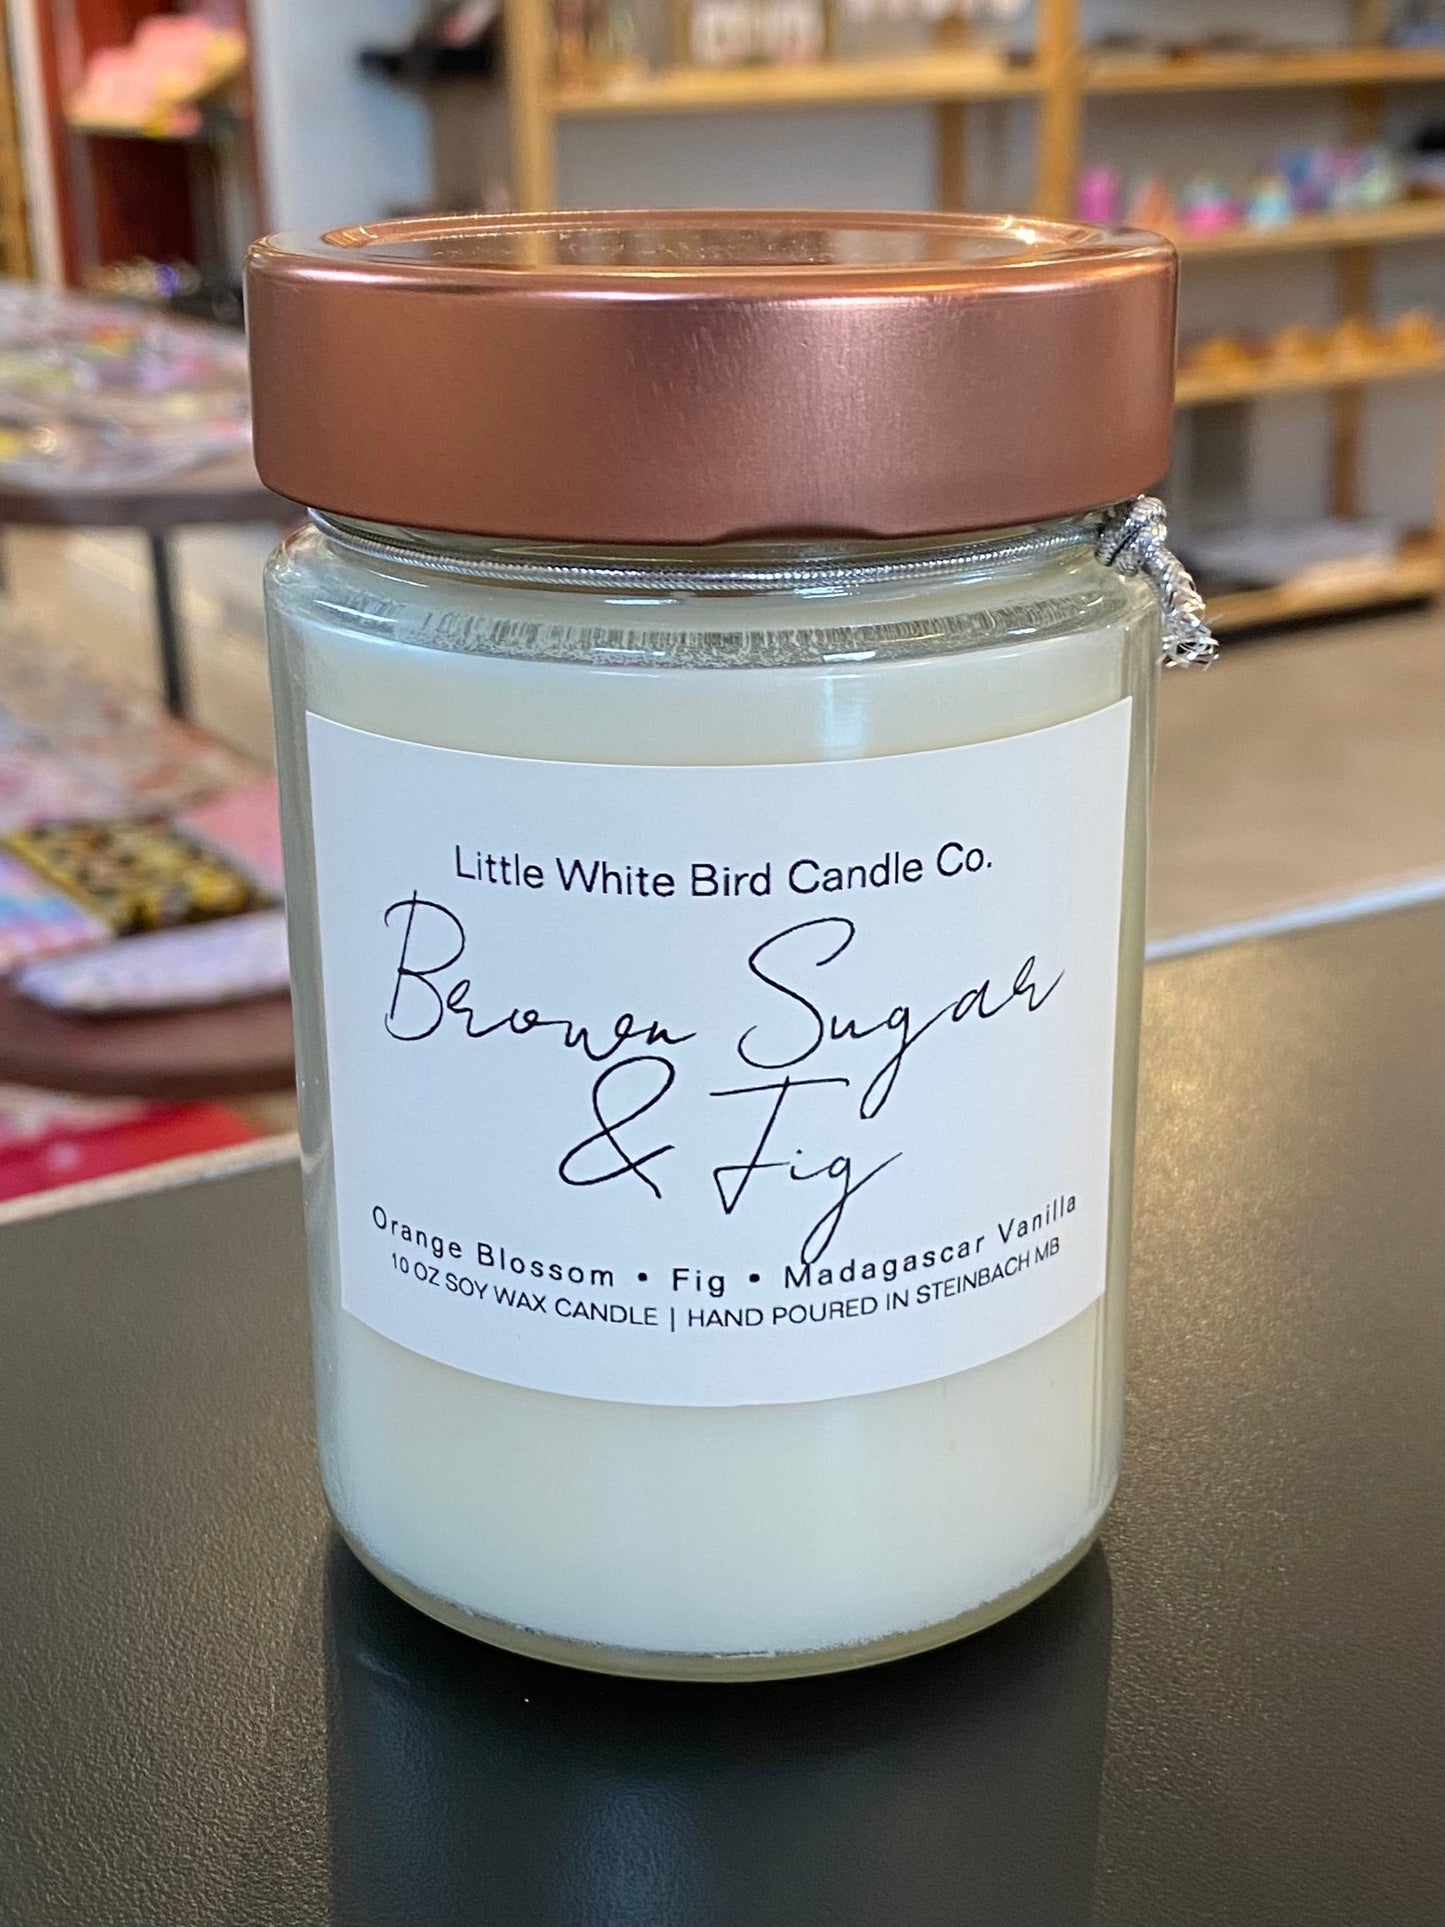 Little White Bird Candle Co.
Brown Sugar
& Fig
Orange Blossom • Fig • Madagascar Vanilla
10 OZ SOY WAX CANDLE | HAND POURED IN STEINBACH MB